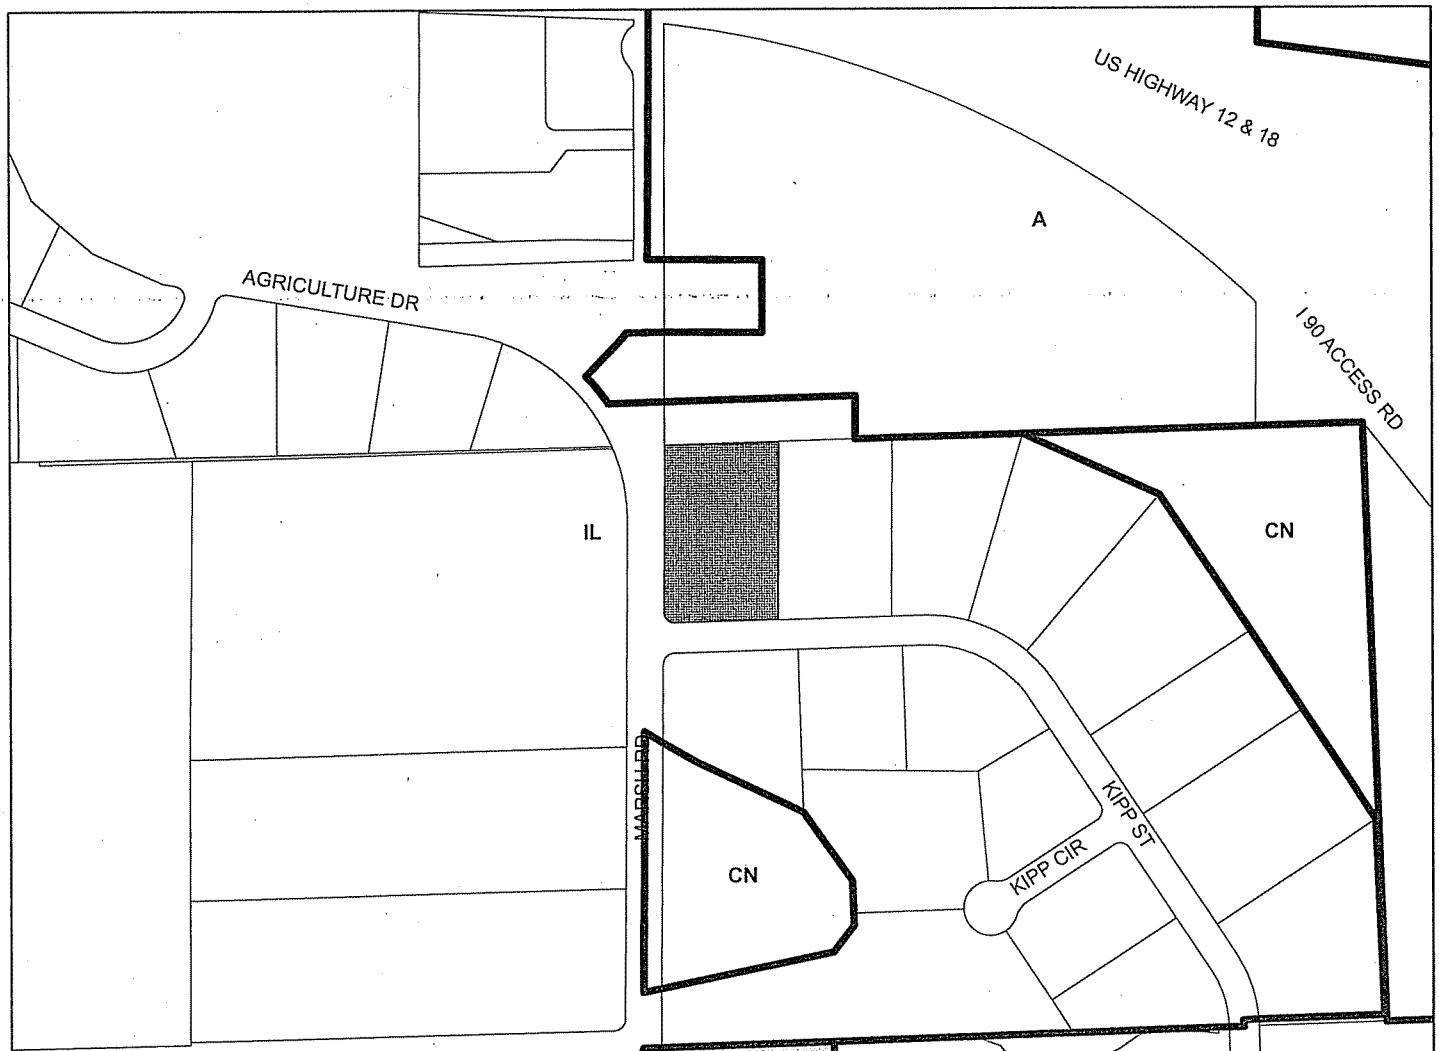 US HIGHWAY 12 & 18
A
AGRICULTURE DR
I 90 ACCESS RD
IL
CN
MARSH RD
KIPP ST
KIPP CIR
CN